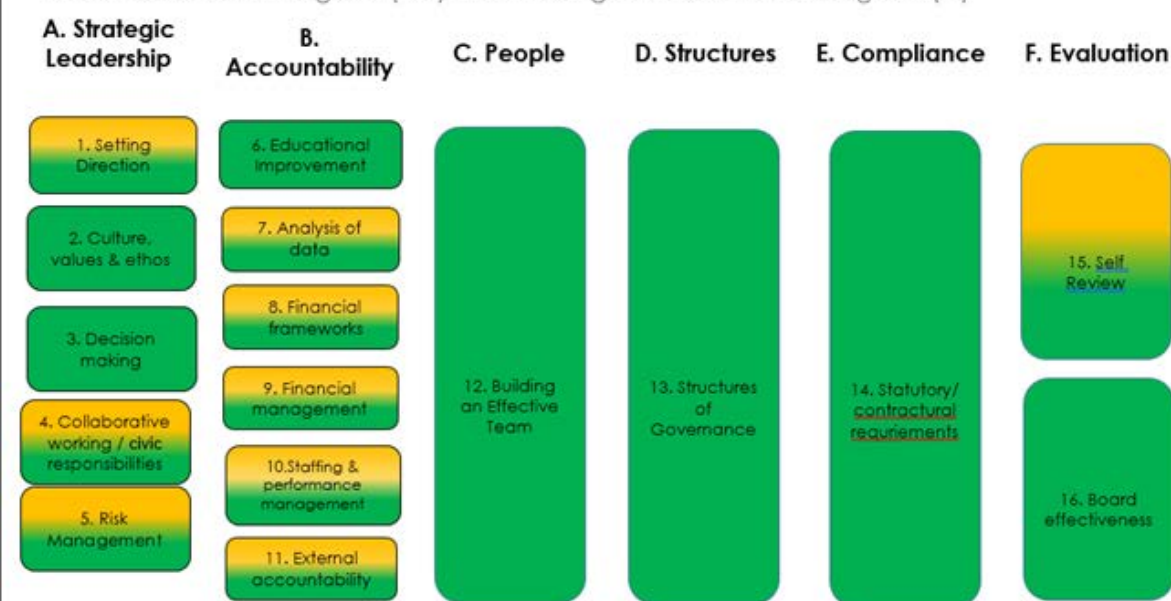 A. Strategic
Leadership
B.
Accountability
C. People
D. Structures
E. Compliance
F. Evaluation
1. Setting
Direction
2. Culture,
values & ethos
3. Decision
making
4. Collaborative
working / civic
responsibilities
5. Risk
Management
6. Educational
Improvement
7. Analysis of
data
8. Financial
frameworks
9. Financial
management
10.Staffing &
performance
management
11. External
accountability
12. Building
an Effective
Team
13. Structures
of
Governance
14. Statutory/
contractural
requriements
15. Self
Review
16. Board
effectiveness